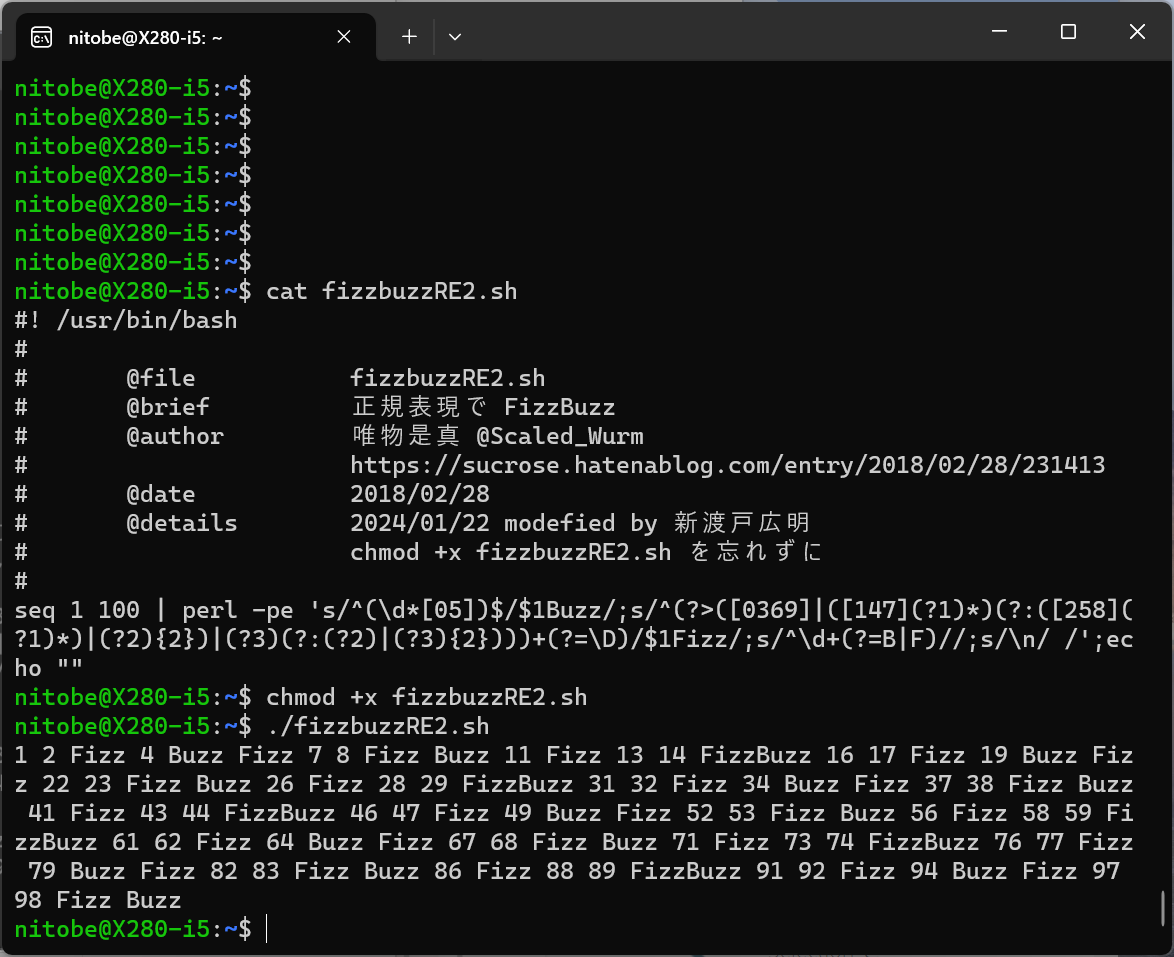 nitobe@X280-i5: ~
nitobe@X280-i5:~$
nitobe@X280-i5:~$
nitobe@X280-i5:~$
nitobe@X280-i5:~$
nitobe@X280-i5:~$
nitobe@X280-i5:~$
nitobe@X280-i5:~$
nitobe@X280-i5:~$ cat fizzbuzzRE2.sh
#! /usr/bin/bash
#
#       @file           fizzbuzzRE2.sh
#       @brief          正規表現で FizzBuzz
#       @author         唯物是真 @Scaled_Wurm
#                       https://sucrose.hatenablog.com/entry/2018/02/28/231413
#       @date           2018/02/28
#       @details        2024/01/22 modefied by 新渡戸広明
#                       chmod +x fizzbuzzRE2.sh を忘れずに
#
seq 1 100 | perl -pe 's/^(\d*[05])$/$1Buzz/;s/^(?>([0369]|([147](?1)*)(?:([258](
?1)*)|(?2){2})|(?3)(?:(?2)|(?3){2})))+(?=\D)/$1Fizz/;s/^\d+(?=B|F)//;s/\n/ /';ec
ho ""
nitobe@X280-i5:~$ chmod +x fizzbuzzRE2.sh
nitobe@X280-i5:~$ ./fizzbuzzRE2.sh
1 2 Fizz 4 Buzz Fizz 7 8 Fizz Buzz 11 Fizz 13 14 FizzBuzz 16 17 Fizz 19 Buzz Fiz
z 22 23 Fizz Buzz 26 Fizz 28 29 FizzBuzz 31 32 Fizz 34 Buzz Fizz 37 38 Fizz Buzz
 41 Fizz 43 44 FizzBuzz 46 47 Fizz 49 Buzz Fizz 52 53 Fizz Buzz 56 Fizz 58 59 Fi
zzBuzz 61 62 Fizz 64 Buzz Fizz 67 68 Fizz Buzz 71 Fizz 73 74 FizzBuzz 76 77 Fizz
 79 Buzz Fizz 82 83 Fizz Buzz 86 Fizz 88 89 FizzBuzz 91 92 Fizz 94 Buzz Fizz 97
98 Fizz Buzz
nitobe@X280-i5:~$